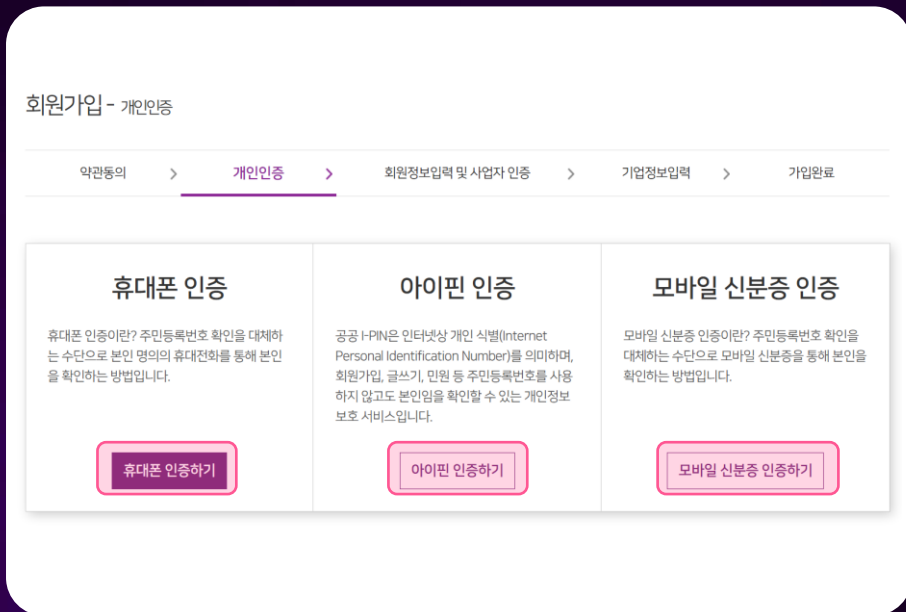 회원가입 - 개인인증
약관동의 > 개인인증 > 회원정보입력 및 사업자 인증 > 기업정보입력 > 가입완료
휴대폰 인증
휴대폰 인증이란? 주민등록번호 확인을 대체하
는 수단으로 본인 명의의 휴대전화를 통해 본인
을 확인하는 방법입니다.
휴대폰 인증하기
아이핀 인증
공공 I-PIN은 인터넷상 개인 식별(Internet
Personal Identification Number)를 의미하며,
회원가입, 글쓰기, 민원 등 주민등록번호를 사용
하지 않고도 본인임을 확인할 수 있는 개인정보
보호 서비스입니다.
아이핀 인증하기
모바일 신분증 인증
모바일 신분증 인증이란? 주민등록번호 확인을
대체하는 수단으로 모바일 신분증을 통해 본인을
확인하는 방법입니다.
모바일 신분증 인증하기